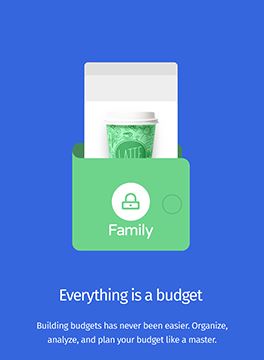 LATTE
Family
Everything is a budget
Building budgets has never been easier. Organize,
analyze, and plan your budget like a master.